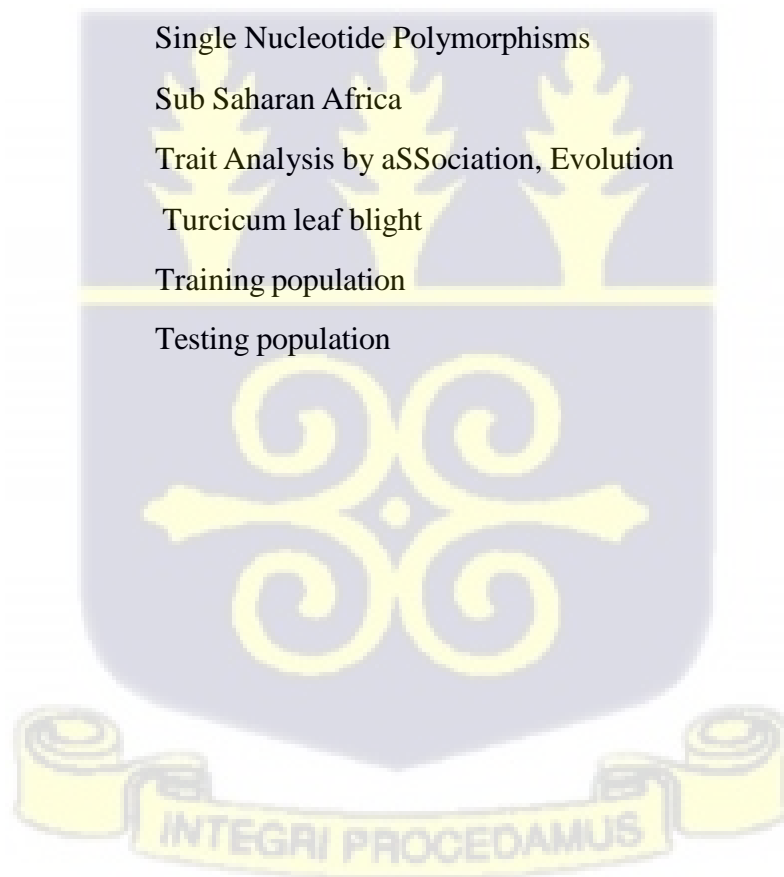 Single Nucleotide Polymorphisms
Sub Saharan Africa
Trait Analysis by aSSociation, Evolution
Turcicum leaf blight
Training population
Testing population
INTEGRI PROCEDAMUS